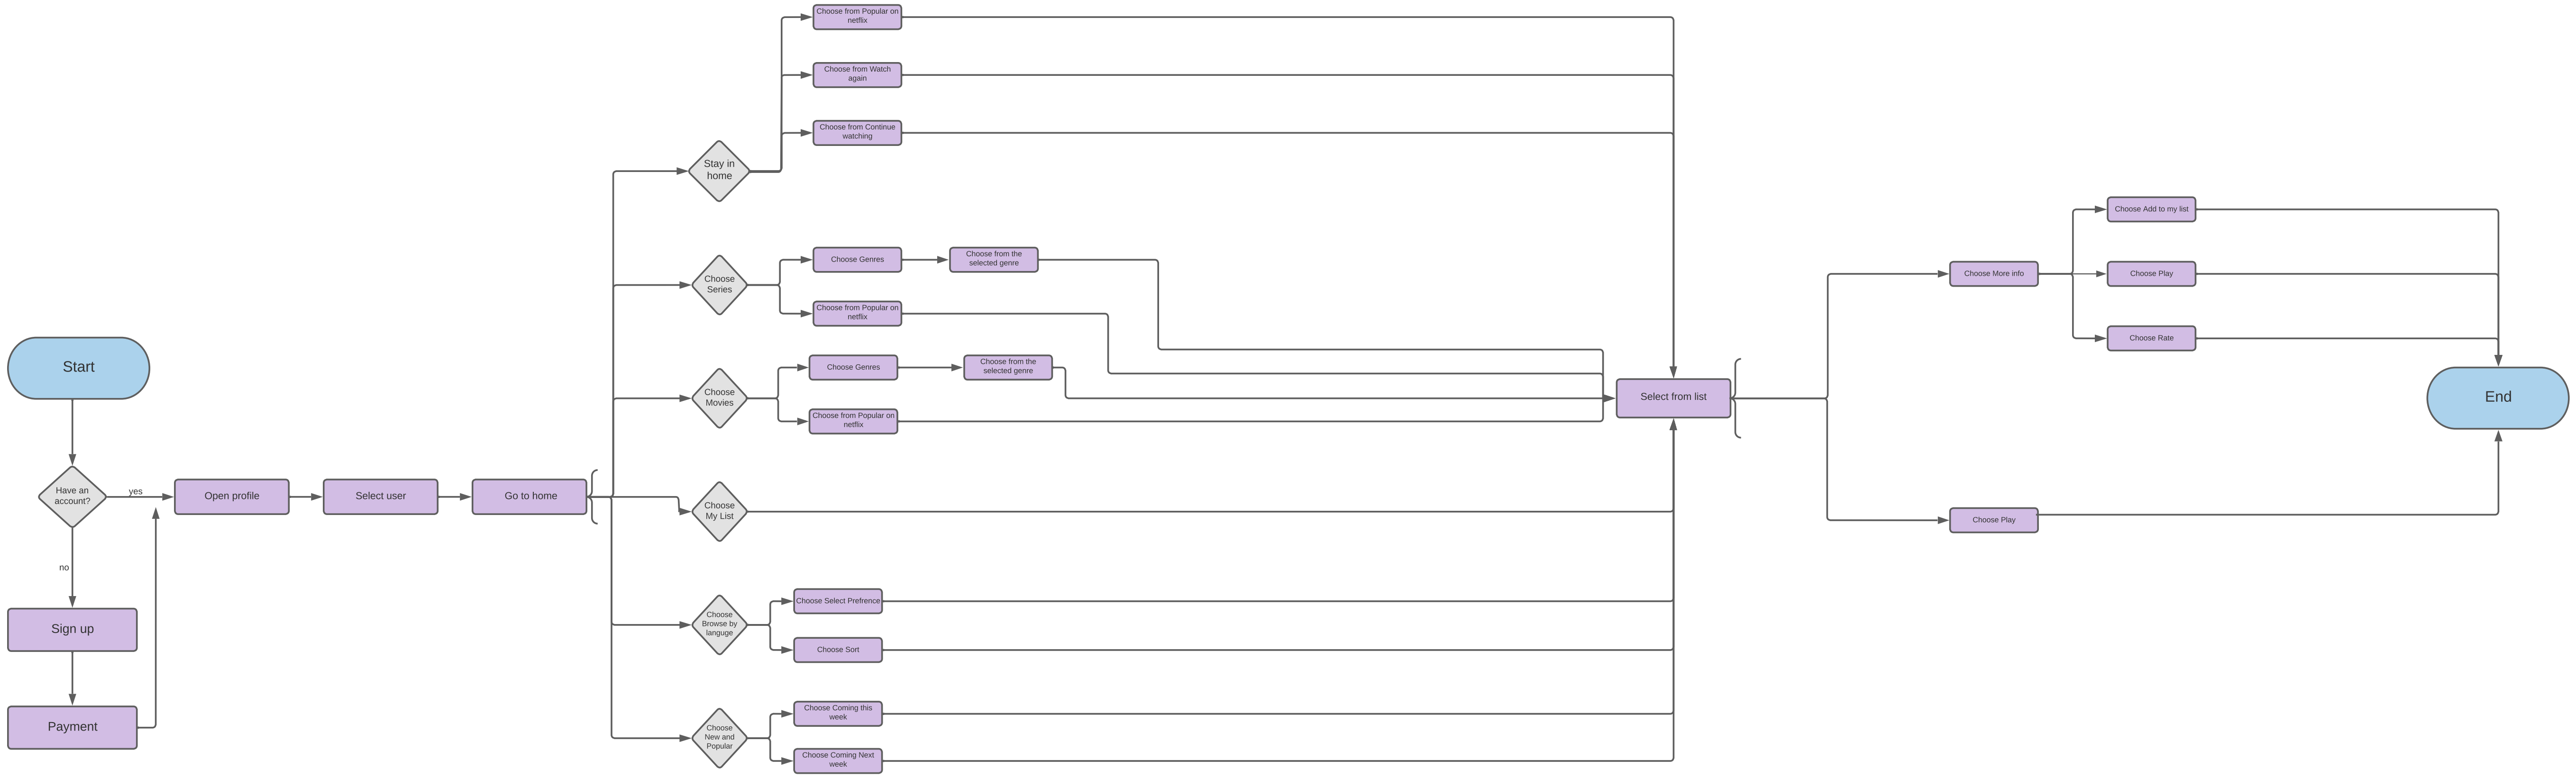 Start
Have an
account?
yes
no
Sign up
Payment
Open profile
Select user
Go to home
Stay in
home
Choose from Popular on
netflix
Choose from Watch
again
Choose from Continue
watching
Choose
Series
Choose Genres
Choose from the
selected genre
Choose from Popular on
netflix
Choose
Movies
Choose Genres
Choose from the
selected genre
Choose from Popular on
netflix
Choose
My List
Choose
Browse by
languge
Choose Select Prefrence
Choose Sort
Choose
New and
Popular
Choose Coming this
week
Choose Coming Next
week
Select from list
Choose More info
Choose Add to my list
Choose Play
Choose Rate
Choose Play
End